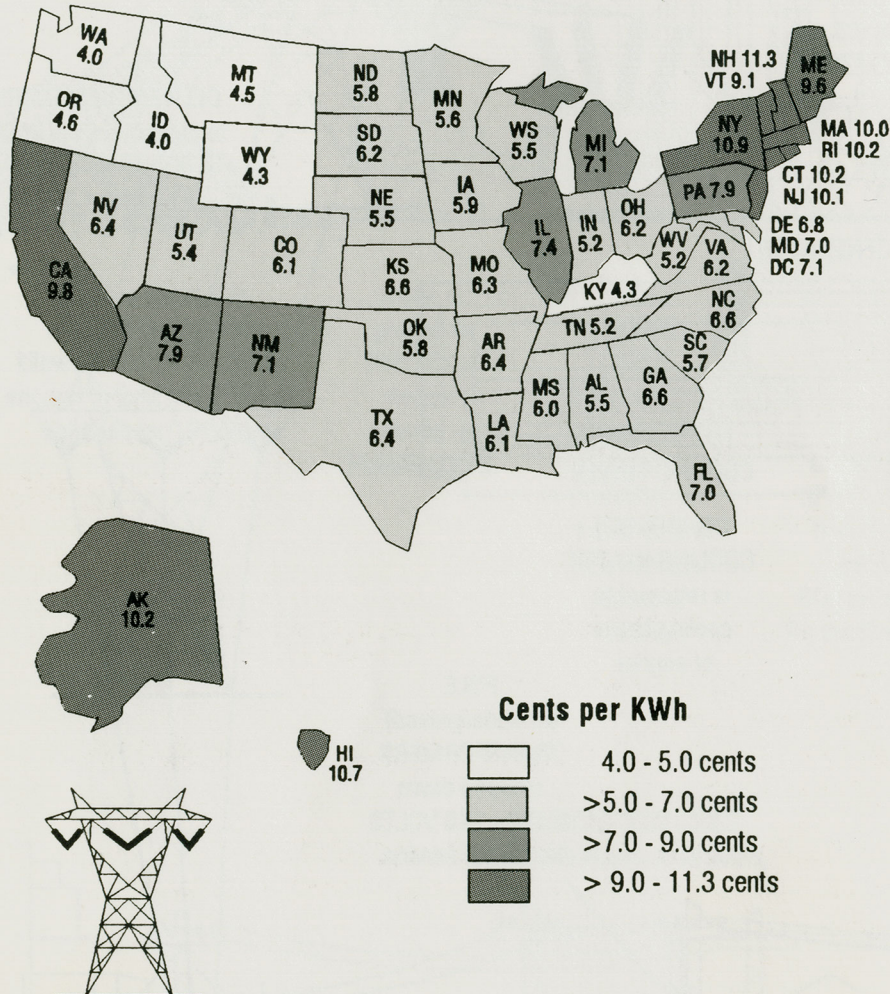 WA
4.0
OR
4.6
ID
4.0
MT
4.5
WY
4.3
ND
5.8
SD
6.2
NE
5.5
MN
5.6
IA
5.9
WS
5.5
MI
7.1
IL
7.4
IN
5.2
OH
6.2
NH 11.3
VT 9.1
ME
9.6
NY
10.9
MA 10.0
RI 10.2
CT 10.2
NJ 10.1
PA 7.9
DE 6.8
MD 7.0
DC 7.1
WV
5.2
VA
6.2
NV
6.4
UT
5.4
CO
6.1
KS
6.6
MO
6.3
KY 4.3
NC
6.6
TN 5.2
SC
5.7
CA
9.8
AZ
7.9
NM
7.1
OK
5.8
AR
6.4
MS
6.0
AL
5.5
GA
6.6
TX
6.4
LA
6.1
FL
7.0
AK
10.2
HI
10.7
Cents per KWh
4.0 - 5.0 cents
>5.0 - 7.0 cents
>7.0 - 9.0 cents
> 9.0 - 11.3 cents